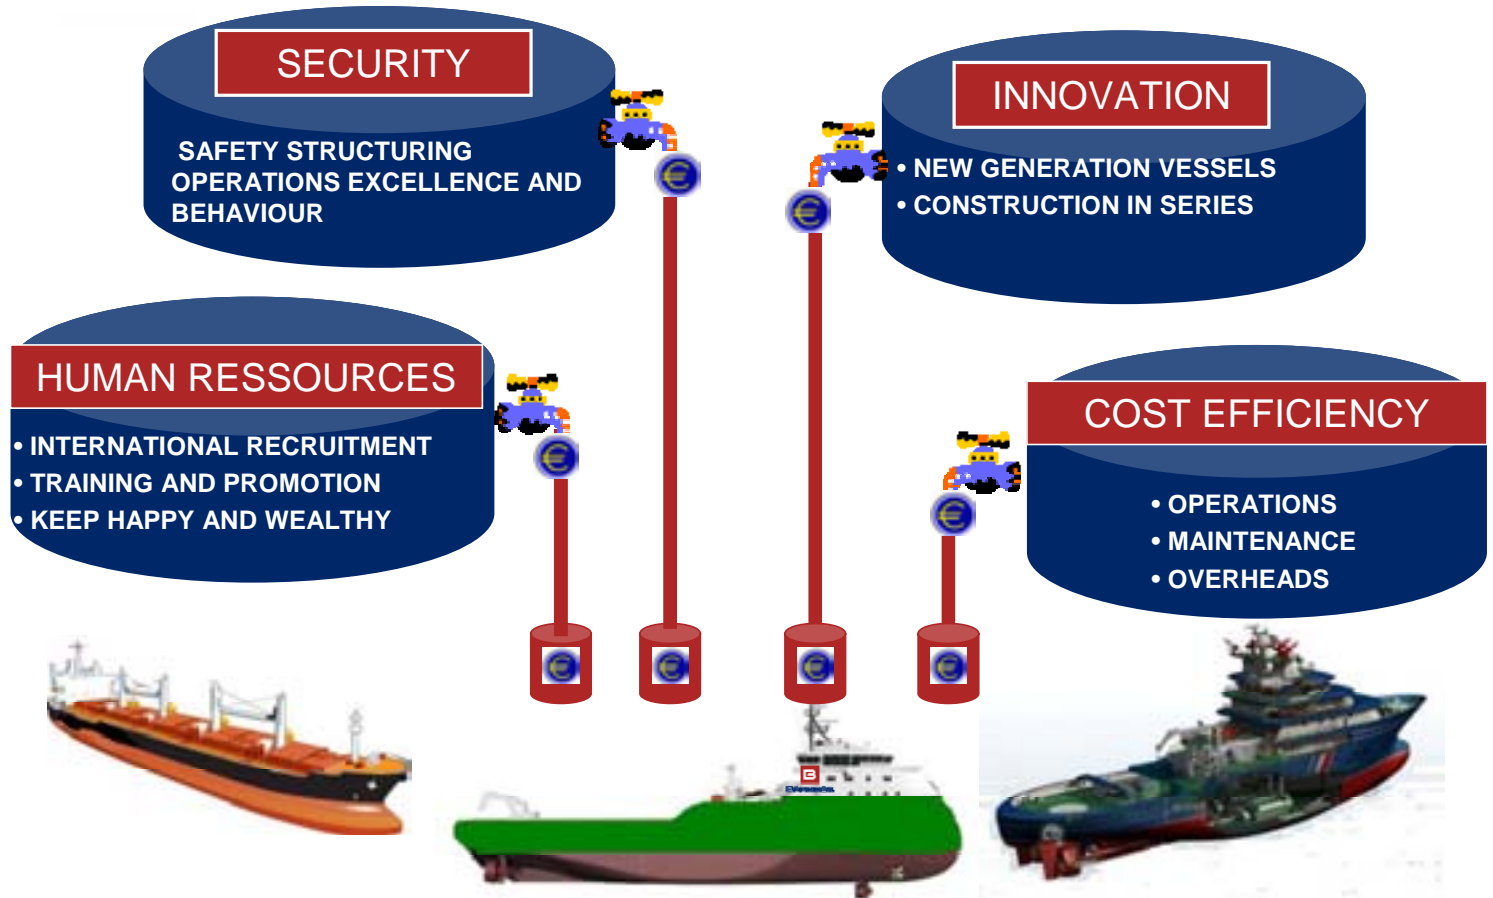 SECURITY
SAFETY STRUCTURING
OPERATIONS EXCELLENCE AND
BEHAVIOUR
INNOVATION
• NEW GENERATION VESSELS
• CONSTRUCTION IN SERIES
HUMAN RESSOURCES
• INTERNATIONAL RECRUITMENT
• TRAINING AND PROMOTION
• KEEP HAPPY AND WEALTHY
COST EFFICIENCY
• OPERATIONS
• MAINTENANCE
• OVERHEADS
€
€
€
€
€
€
€
€
B